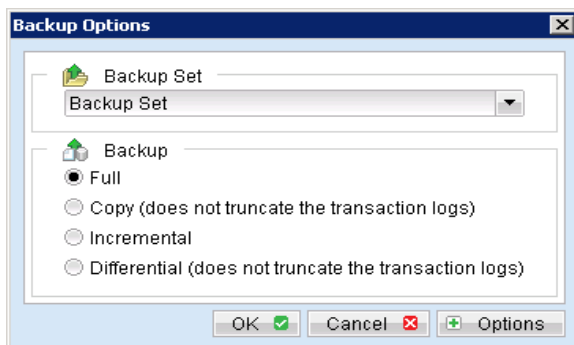 Backup Options
Backup Set
Backup Set
Backup
Full
Copy (does not truncate the transaction logs)
Incremental
Differential (does not truncate the transaction logs)
OK Cancel Options